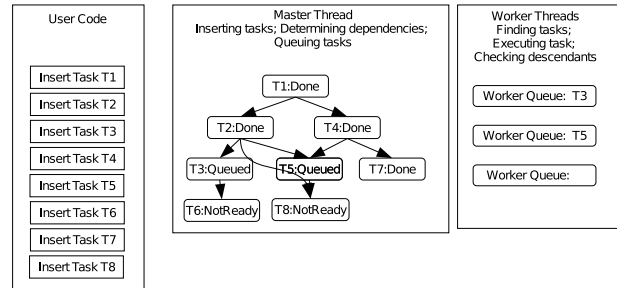 User Code
Insert Task T1
Insert Task T2
Insert Task T3
Insert Task T4
Insert Task T5
Insert Task T6
Insert Task T7
Insert Task T8
Master Thread
Inserting tasks; Determining dependencies;
Queuing tasks
T1:Done
T2:Done
T4:Done
T3:Queued
T5:Queued
T7:Done
T6:NotReady
T8:NotReady
Worker Threads
Finding tasks;
Executing task;
Checking descendants
Worker Queue: T3
Worker Queue: T5
Worker Queue: